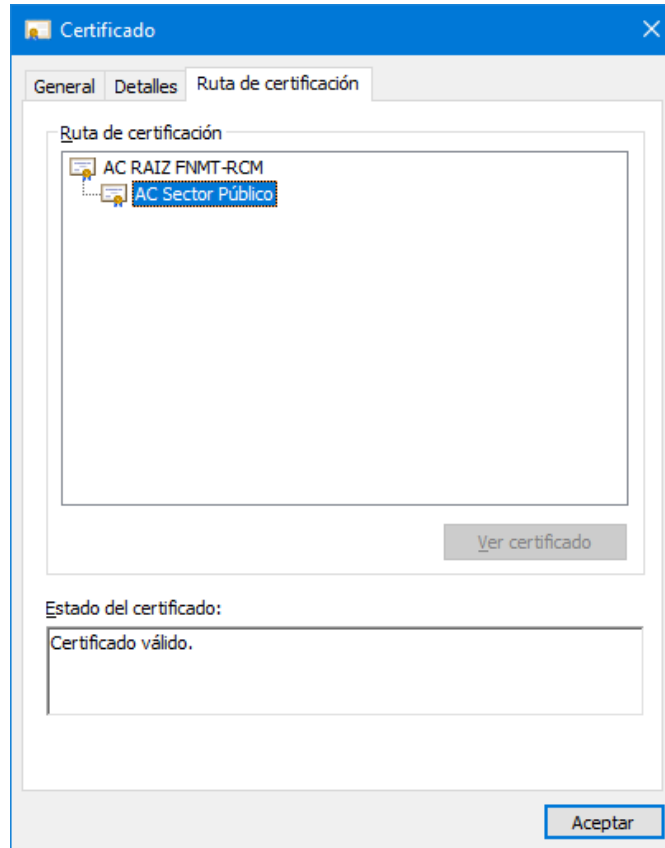 Certificado
General Detalles Ruta de certificación
Ruta de certificación
AC RAIZ FNMT-RCM
AC Sector Público
Ver certificado
Estado del certificado:
Certificado válido.
Aceptar